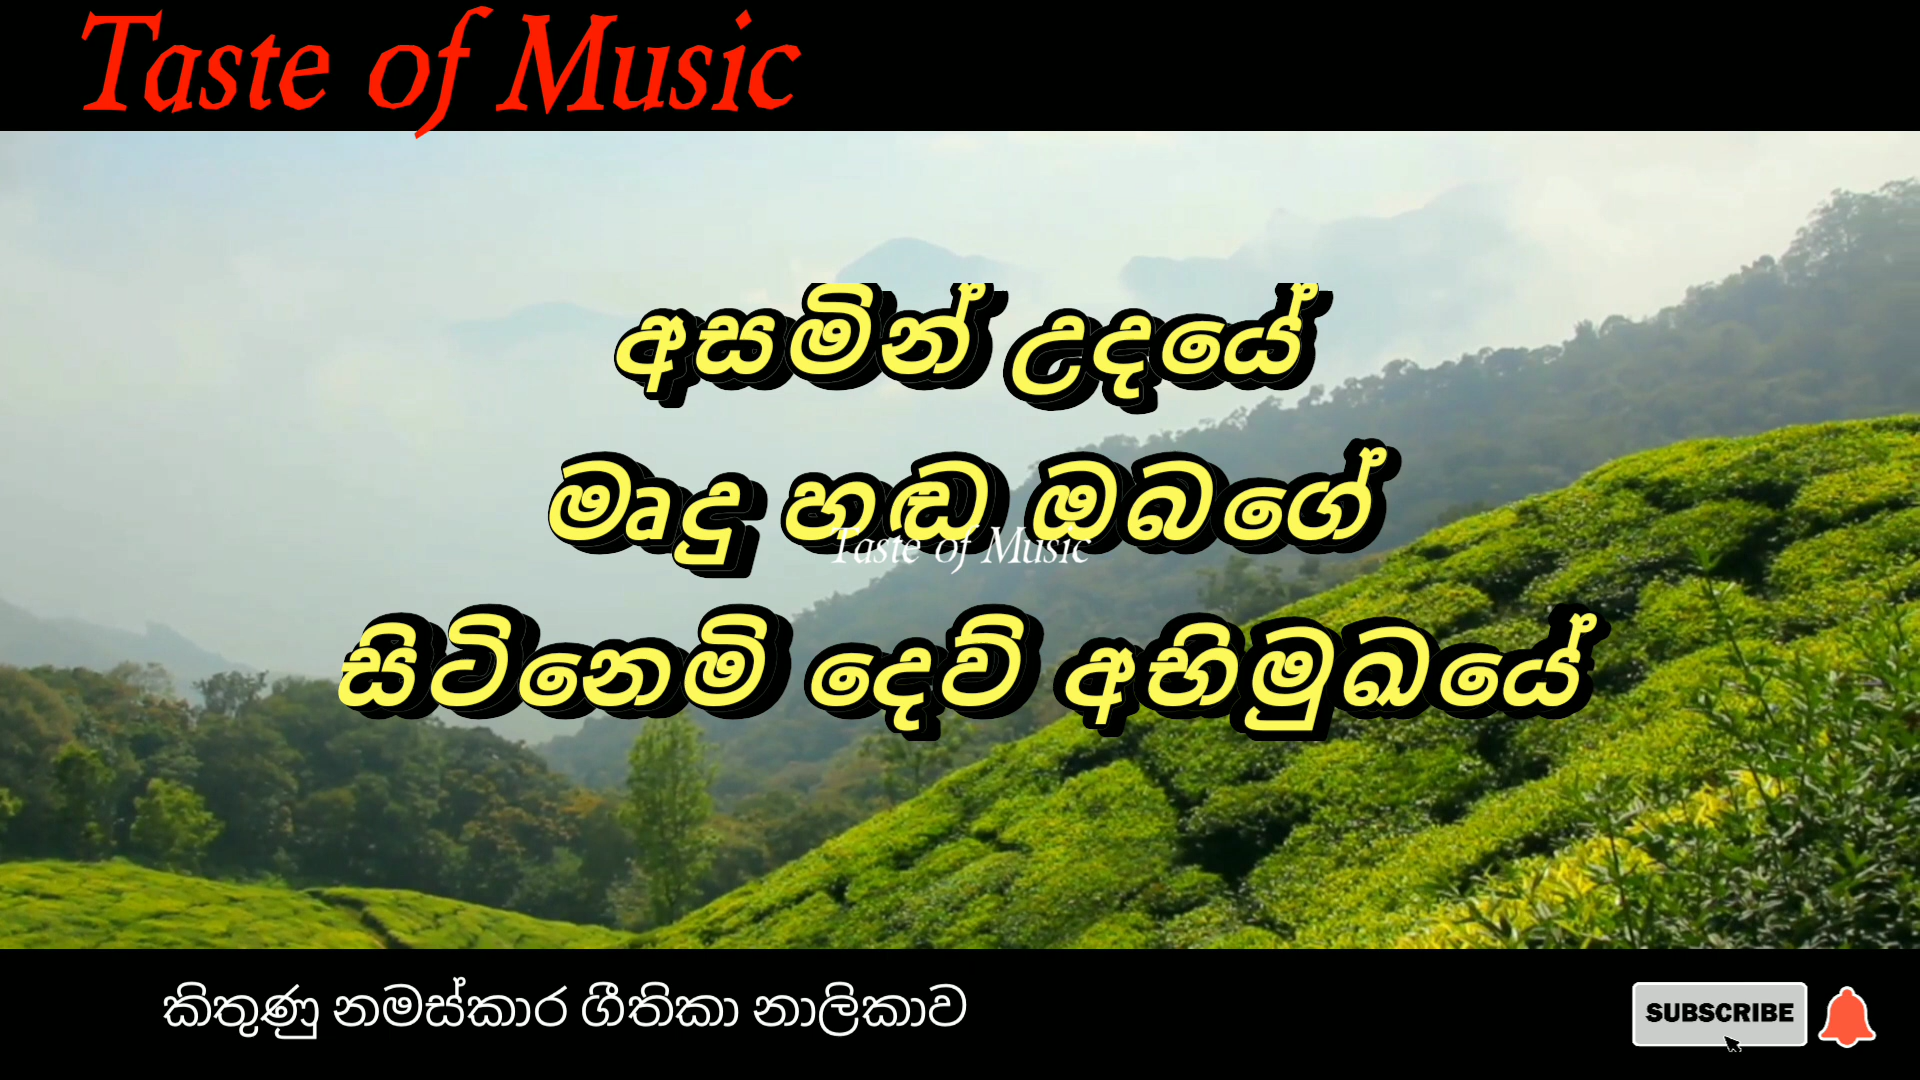 Taste of Music
අසමින් උදයේ
මෘදු හඬ ඔබගේ
Taste of Music
සිටිනෙමි දෙව් අභිමුඛයේ
කිතුණු නමස්කාර ගීතිකා නාලිකාව
SUBSCRIBE